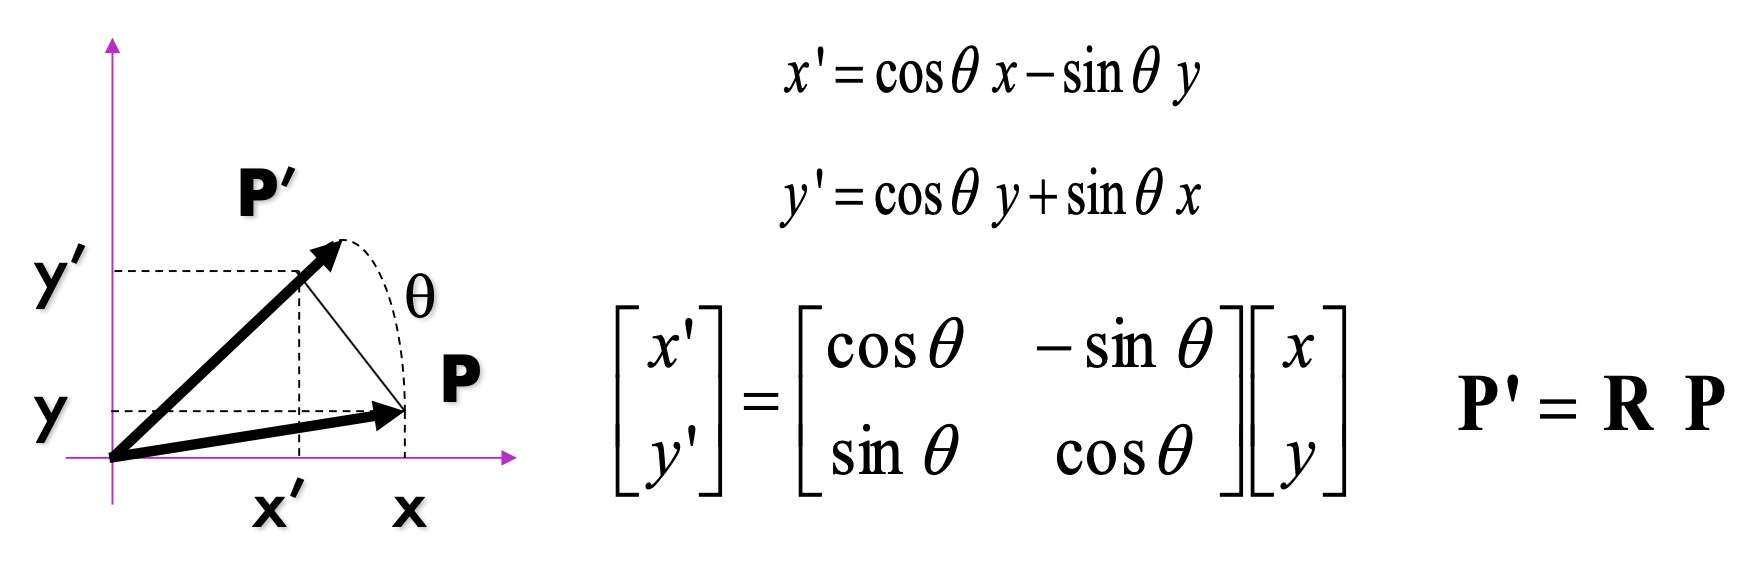 P′
y′
θ
P
y
x′ x
x' = cos θ x − sin θ y
y' = cos θ y + sin θ x
[x' y'] = [cos θ − sin θ sin θ cos θ] [x y]
P' = R P